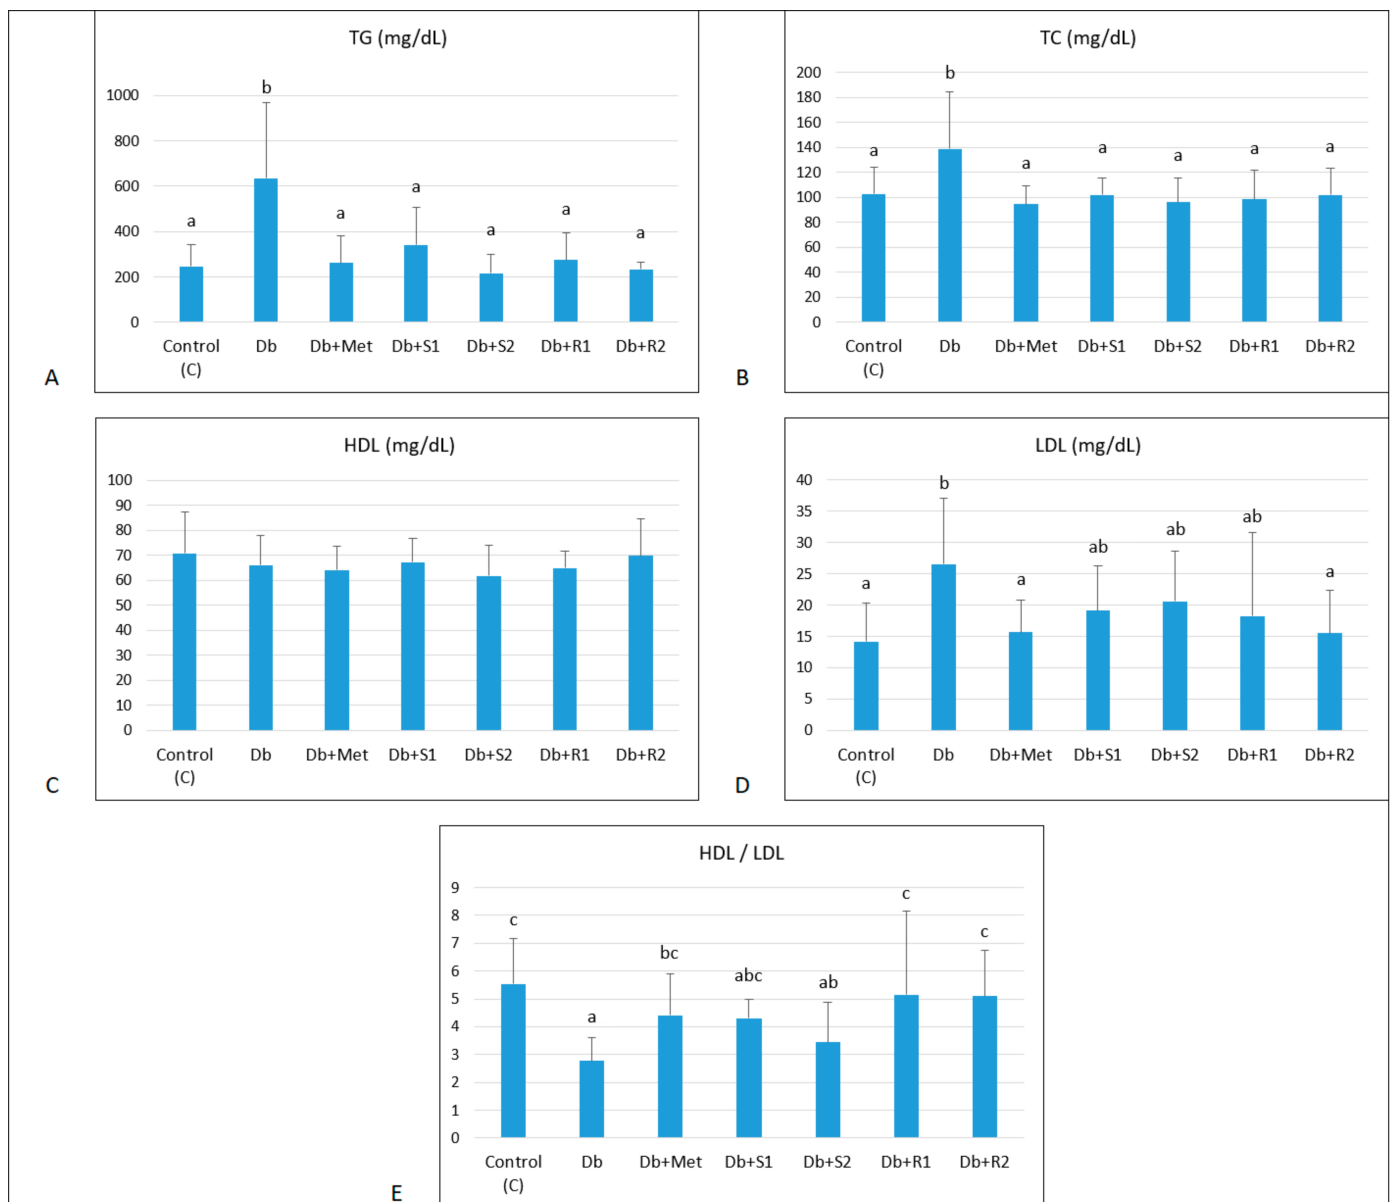 TG (mg/dL)
1000
800
600
400
200
0
b
a
a
a
a
a
a
Control Db Db+Met Db+S1 Db+S2 Db+R1 Db+R2
(C)
A
TC (mg/dL)
200
180
160
140
120
100
80
60
40
20
0
a b a a a a a
Control Db Db+Met Db+S1 Db+S2 Db+R1 Db+R2
(C)
B
HDL (mg/dL)
100
90
80
70
60
50
40
30
20
10
0
Control Db Db+Met Db+S1 Db+S2 Db+R1 Db+R2
(C)
C
LDL (mg/dL)
40
35
30
25
20
15
10
5
0
a b a ab ab ab a
Control Db Db+Met Db+S1 Db+S2 Db+R1 Db+R2
(C)
D
HDL / LDL
9
8
7
6
5
4
3
2
1
0
c a bc abc ab c c
Control Db Db+Met Db+S1 Db+S2 Db+R1 Db+R2
(C)
E